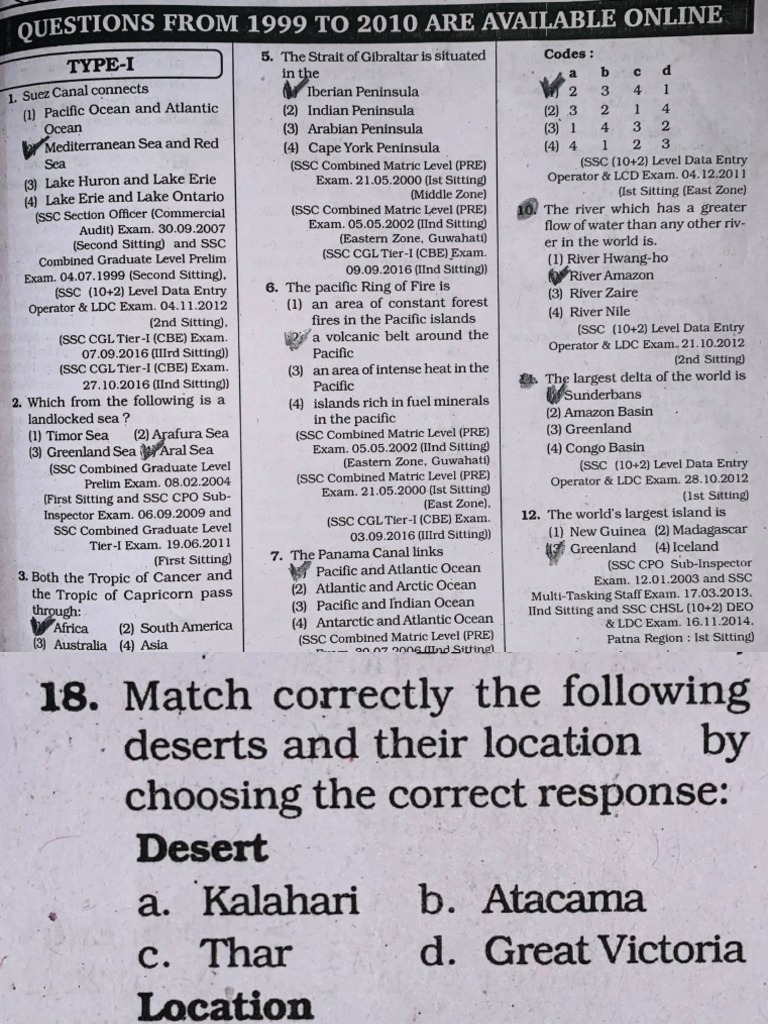 QUESTIONS FROM 1999 TO 2010 ARE AVAILABLE ONLINE
TYPE-I
1. Suez Canal connects
(1) Pacific Ocean and Atlantic
Ocean
Mediterranean Sea and Red
Sea
(3) Lake Huron and Lake Erie
(4) Lake Erie and Lake Ontario
(SSC Section Officer (Commercial
Audit) Exam. 30.09.2007
(Second Sitting) and SSC
Combined Graduate Level Prelim
Exam. 04.07.1999 (Second Sitting),
(SSC (10+2) Level Data Entry
Operator & LDC Exam. 04.11.2012
(2nd Sitting),
(SSC CGL Tier-I (CBE) Exam.
07.09.2016 (IIIrd Sitting))
(SSC CGL Tier-I (CBE) Exam.
27.10.2016 (IInd Sitting))
2. Which from the following is a
landlocked sea ?
(1) Timor Sea (2) Arafura Sea
(3) Greenland Sea Aral Sea
(SSC Combined Graduate Level
Prelim Exam. 08.02.2004
(First Sitting and SSC CPO Sub-
Inspector Exam. 06.09.2009 and
SSC Combined Graduate Level
Tier-I Exam. 19.06.2011
(First Sitting)
3. Both the Tropic of Cancer and
the Tropic of Capricorn pass
through:
Africa (2) South America
(3) Australia (4) Asia
5. The Strait of Gibraltar is situated
in the
Iberian Peninsula
(2) Indian Peninsula
(3) Arabian Peninsula
(4) Cape York Peninsula
(SSC Combined Matric Level (PRE)
Exam. 21.05.2000 (Ist Sitting)
(Middle Zone)
(SSC Combined Matric Level (PRE)
Exam. 05.05.2002 (IInd Sitting)
(Eastern Zone, Guwahati)
(SSC CGL Tier-I (CBE) Exam.
09.09.2016 (IInd Sitting))
6. The pacific Ring of Fire is
(1) an area of constant forest
fires in the Pacific islands
(2) a volcanic belt around the
Pacific
(3) an area of intense heat in the
Pacific
(4) islands rich in fuel minerals
in the pacific
(SSC Combined Matric Level (PRE)
Exam. 05.05.2002 (IInd Sitting)
(Eastern Zone, Guwahati)
(SSC Combined Matric Level (PRE)
Exam. 21.05.2000 (Ist Sitting)
(East Zone),
(SSC CGL Tier-I (CBE) Exam.
03.09.2016 (IIIrd Sitting))
7. The Panama Canal links
Pacific and Atlantic Ocean
(2) Atlantic and Arctic Ocean
(3) Pacific and Indian Ocean
(4) Antarctic and Atlantic Ocean
(SSC Combined Matric Level (PRE)
Exam. 30.07.2006 (IInd Sitting)
Codes :
a b c d
2 3 4 1
(2) 3 2 1 4
(3) 1 4 3 2
(4) 4 1 2 3
(SSC (10+2) Level Data Entry
Operator & LCD Exam. 04.12.2011
(Ist Sitting (East Zone)
10. The river which has a greater
flow of water than any other riv-
er in the world is.
(1) River Hwang-ho
River Amazon
(3) River Zaire
(4) River Nile
(SSC (10+2) Level Data Entry
Operator & LDC Exam. 21.10.2012
(2nd Sitting)
The largest delta of the world is
Sunderbans
(2) Amazon Basin
(3) Greenland
(4) Congo Basin
(SSC (10+2) Level Data Entry
Operator & LDC Exam. 28.10.2012
(1st Sitting)
12. The world's largest island is
(1) New Guinea (2) Madagascar
(3) Greenland (4) Iceland
(SSC CPO Sub-Inspector
Exam. 12.01.2003 and SSC
Multi-Tasking Staff Exam. 17.03.2013,
IInd Sitting and SSC CHSL (10+2) DEO
& LDC Exam. 16.11.2014.
Patna Region : Ist Sitting)
18. Match correctly the following
deserts and their location by
choosing the correct response:
Desert
a. Kalahari b. Atacama
c. Thar d. Great Victoria
Location